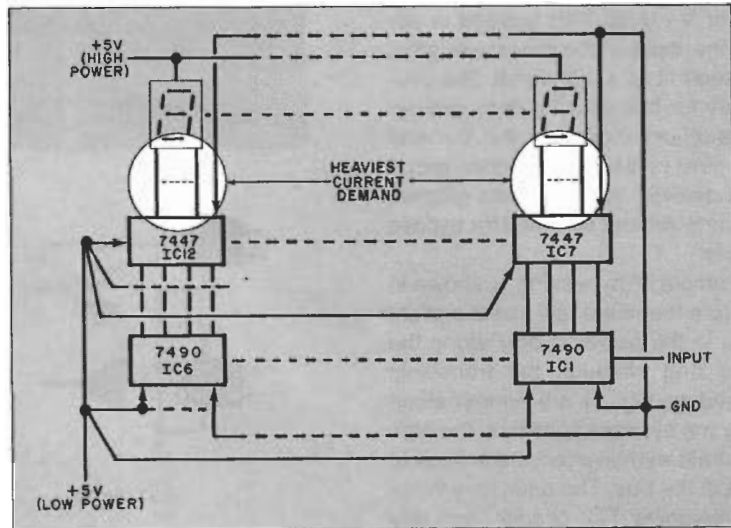 +5V
(HIGH
POWER)
HEAVIEST
CURRENT
DEMAND
7447
IC12
7447
IC7
7490
IC6
7490
IC1
INPUT
GND
+5V
(LOW POWER)